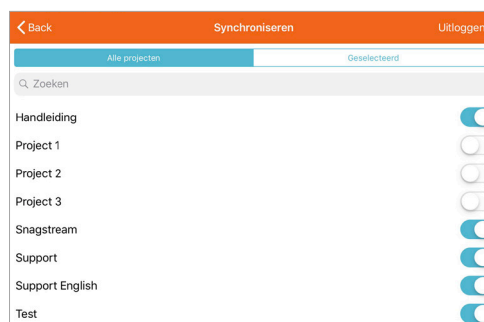 Back Synchroniseren Uitloggen
Alle projecten Geselecteerd
Zoeken
Handleiding
Project 1
Project 2
Project 3
Snagstream
Support
Support English
Test